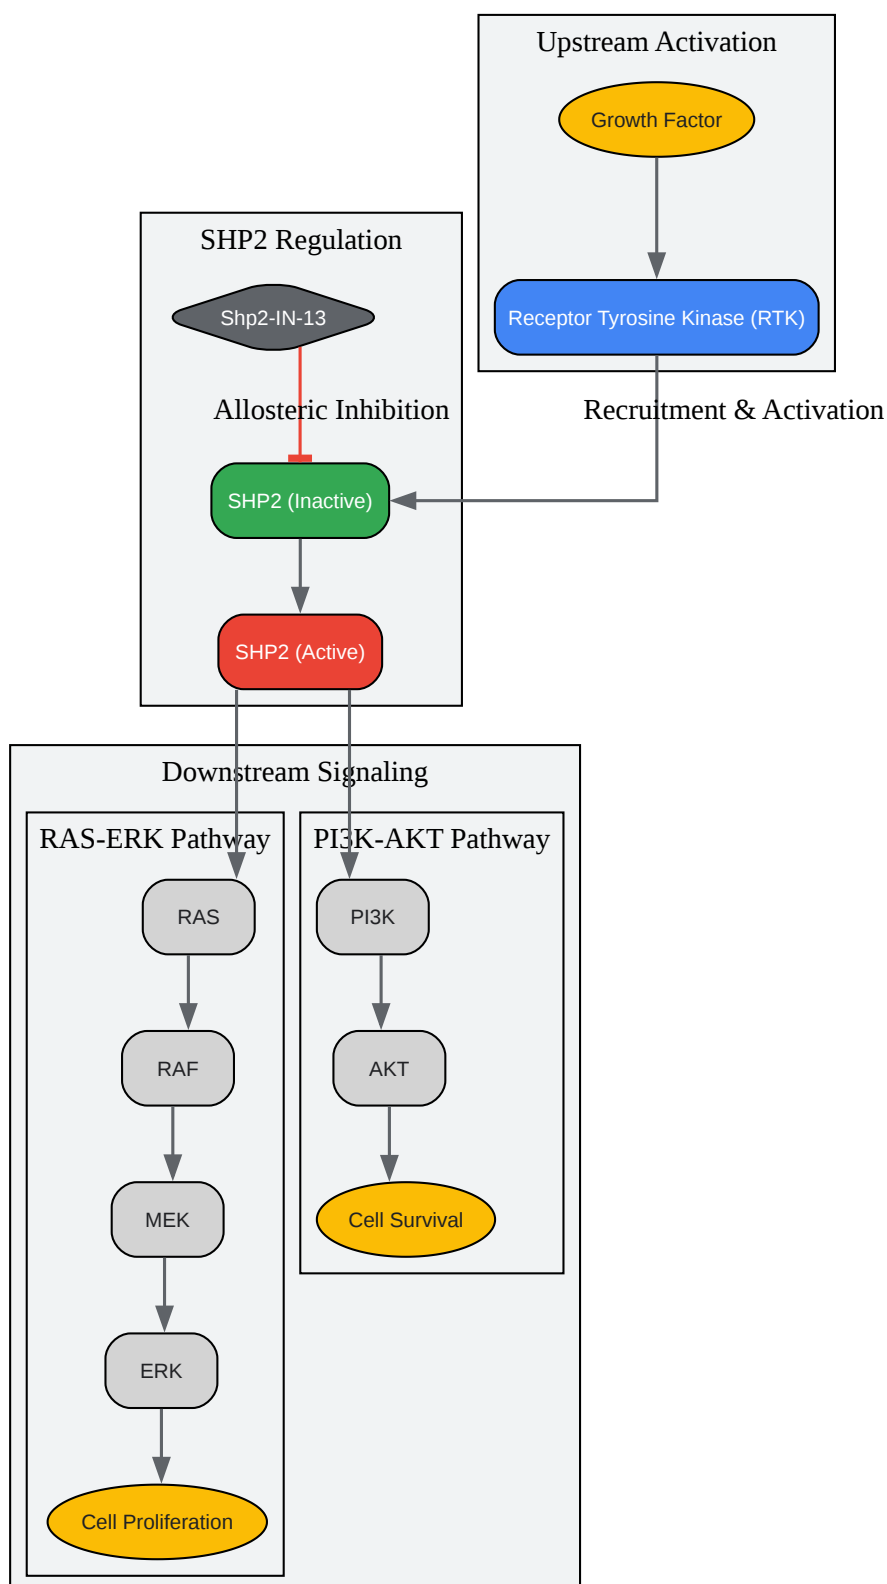 Upstream Activation
Growth Factor
SHP2 Regulation
Shp2-IN-13
Receptor Tyrosine Kinase (RTK)
Allosteric Inhibition
Recruitment & Activation
SHP2 (Inactive)
SHP2 (Active)
Downstream Signaling
RAS-ERK Pathway
PI3K-AKT Pathway
RAS
PI3K
RAF
AKT
MEK
Cell Survival
ERK
Cell Proliferation